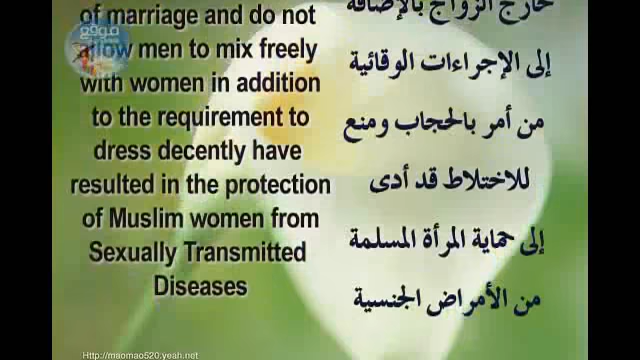 of marriage and do not
allow men to mix freely
with women in addition
to the requirement to
dress decently have
resulted in the protection
of Muslim women from
Sexually Transmitted
Diseases
خارج الزواج بالإضافة
إلى الإجراءات الوقائية
من أمر بالحجاب ومنع
للاختلاط قد أدى
إلى حماية المرأة المسلمة
من الأمراض الجنسية
موقع
Http://maomao520.yeah.net